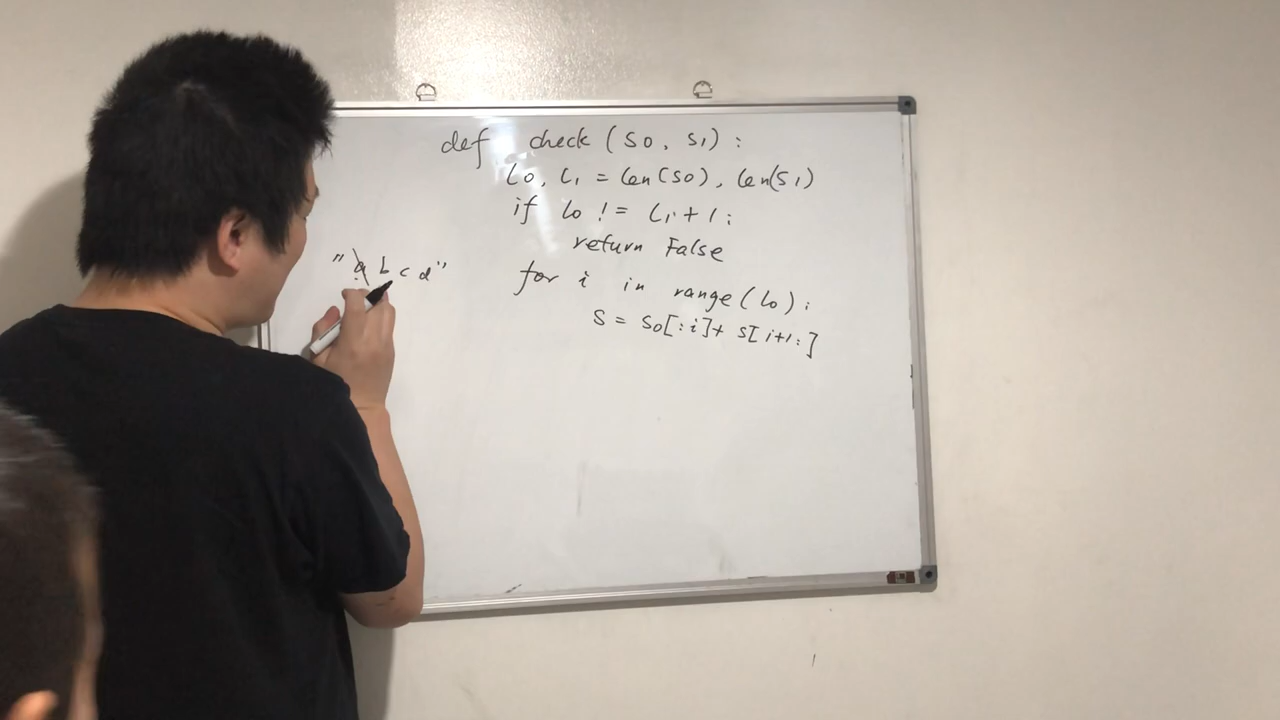 def check (s0, s1):
l0, l1 = len(s0), len(s1)
if l0 != l1+1:
return False
"abcd"
for i in range(l0):
s = s0[:i]+ s[i+1:]